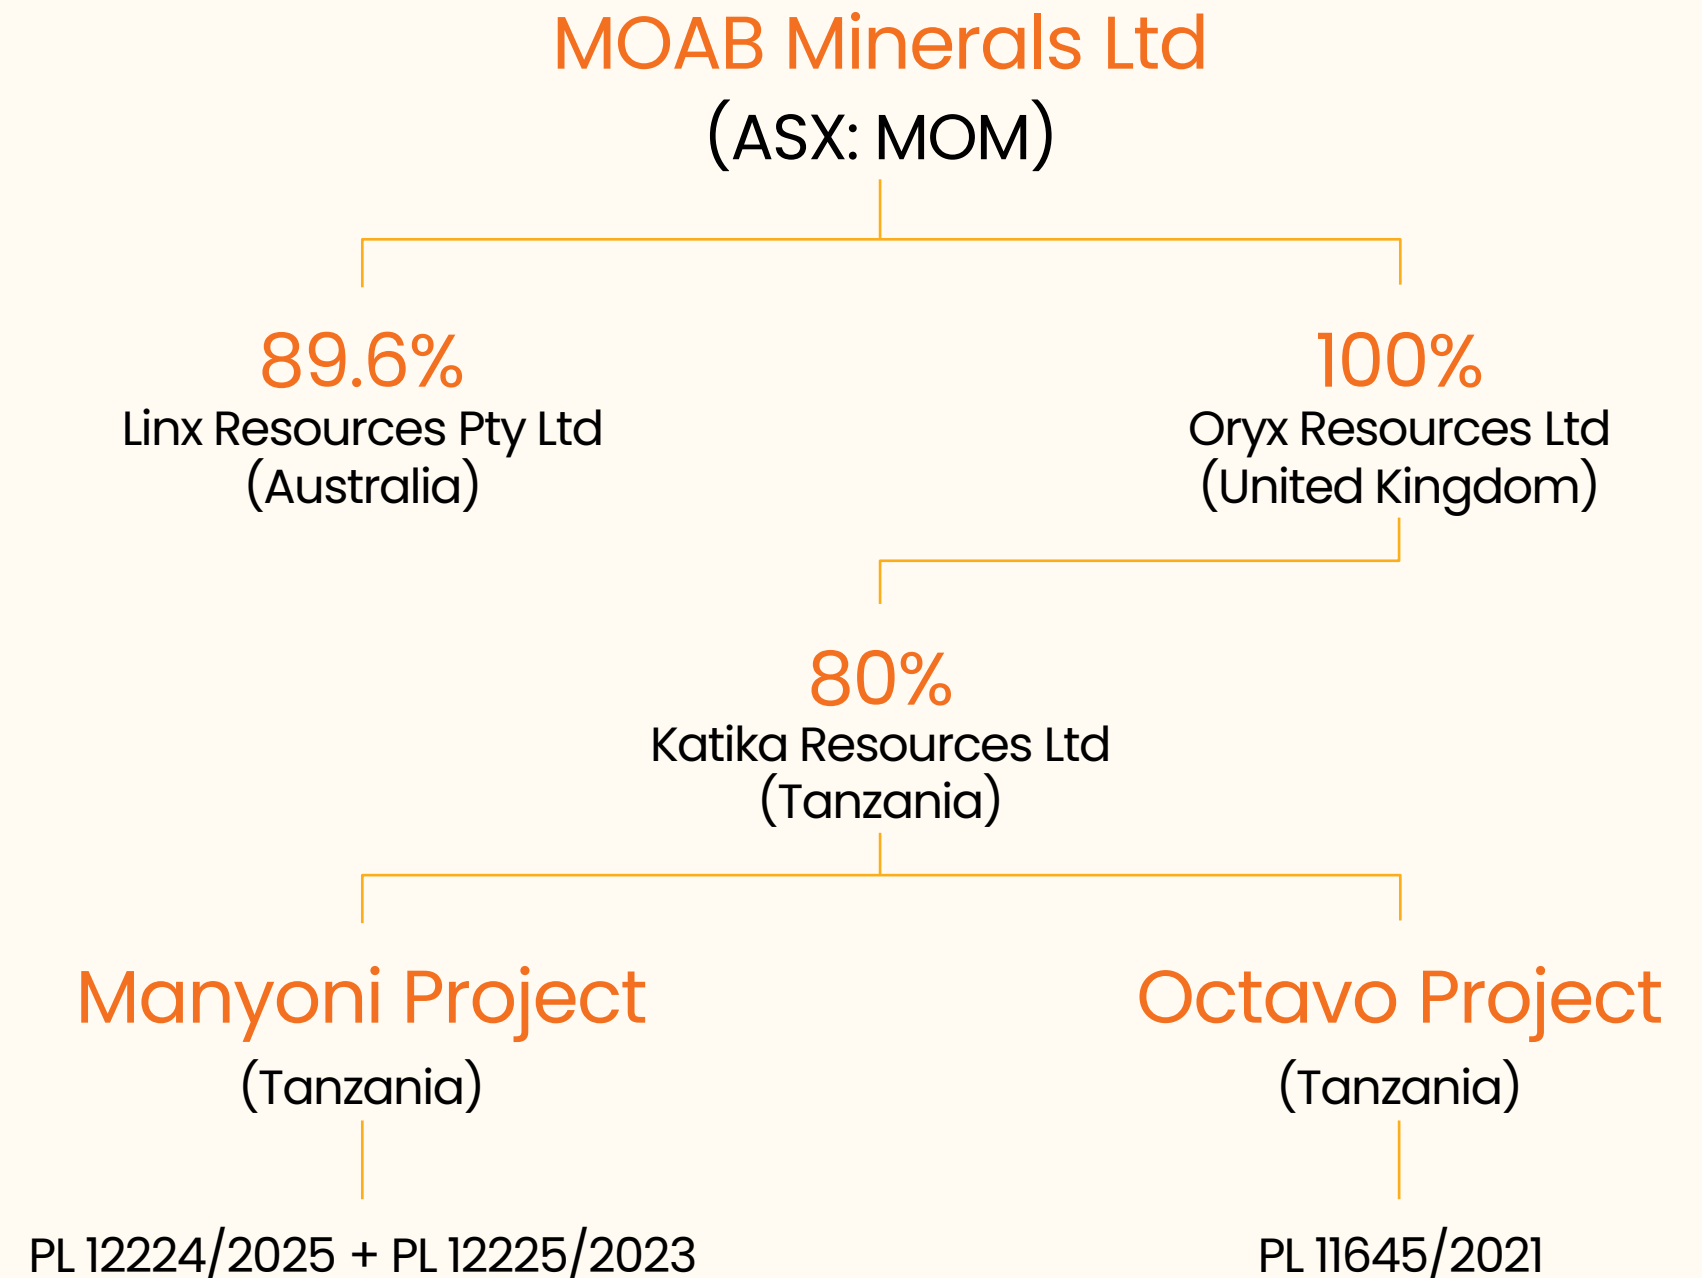 MOAB Minerals Ltd
(ASX: MOM)
89.6%
Linx Resources Pty Ltd
(Australia)
100%
Oryx Resources Ltd
(United Kingdom)
80%
Katika Resources Ltd
(Tanzania)
Manyoni Project
(Tanzania)
PL 12224/2025 + PL 12225/2023
Octavo Project
(Tanzania)
PL 11645/2021